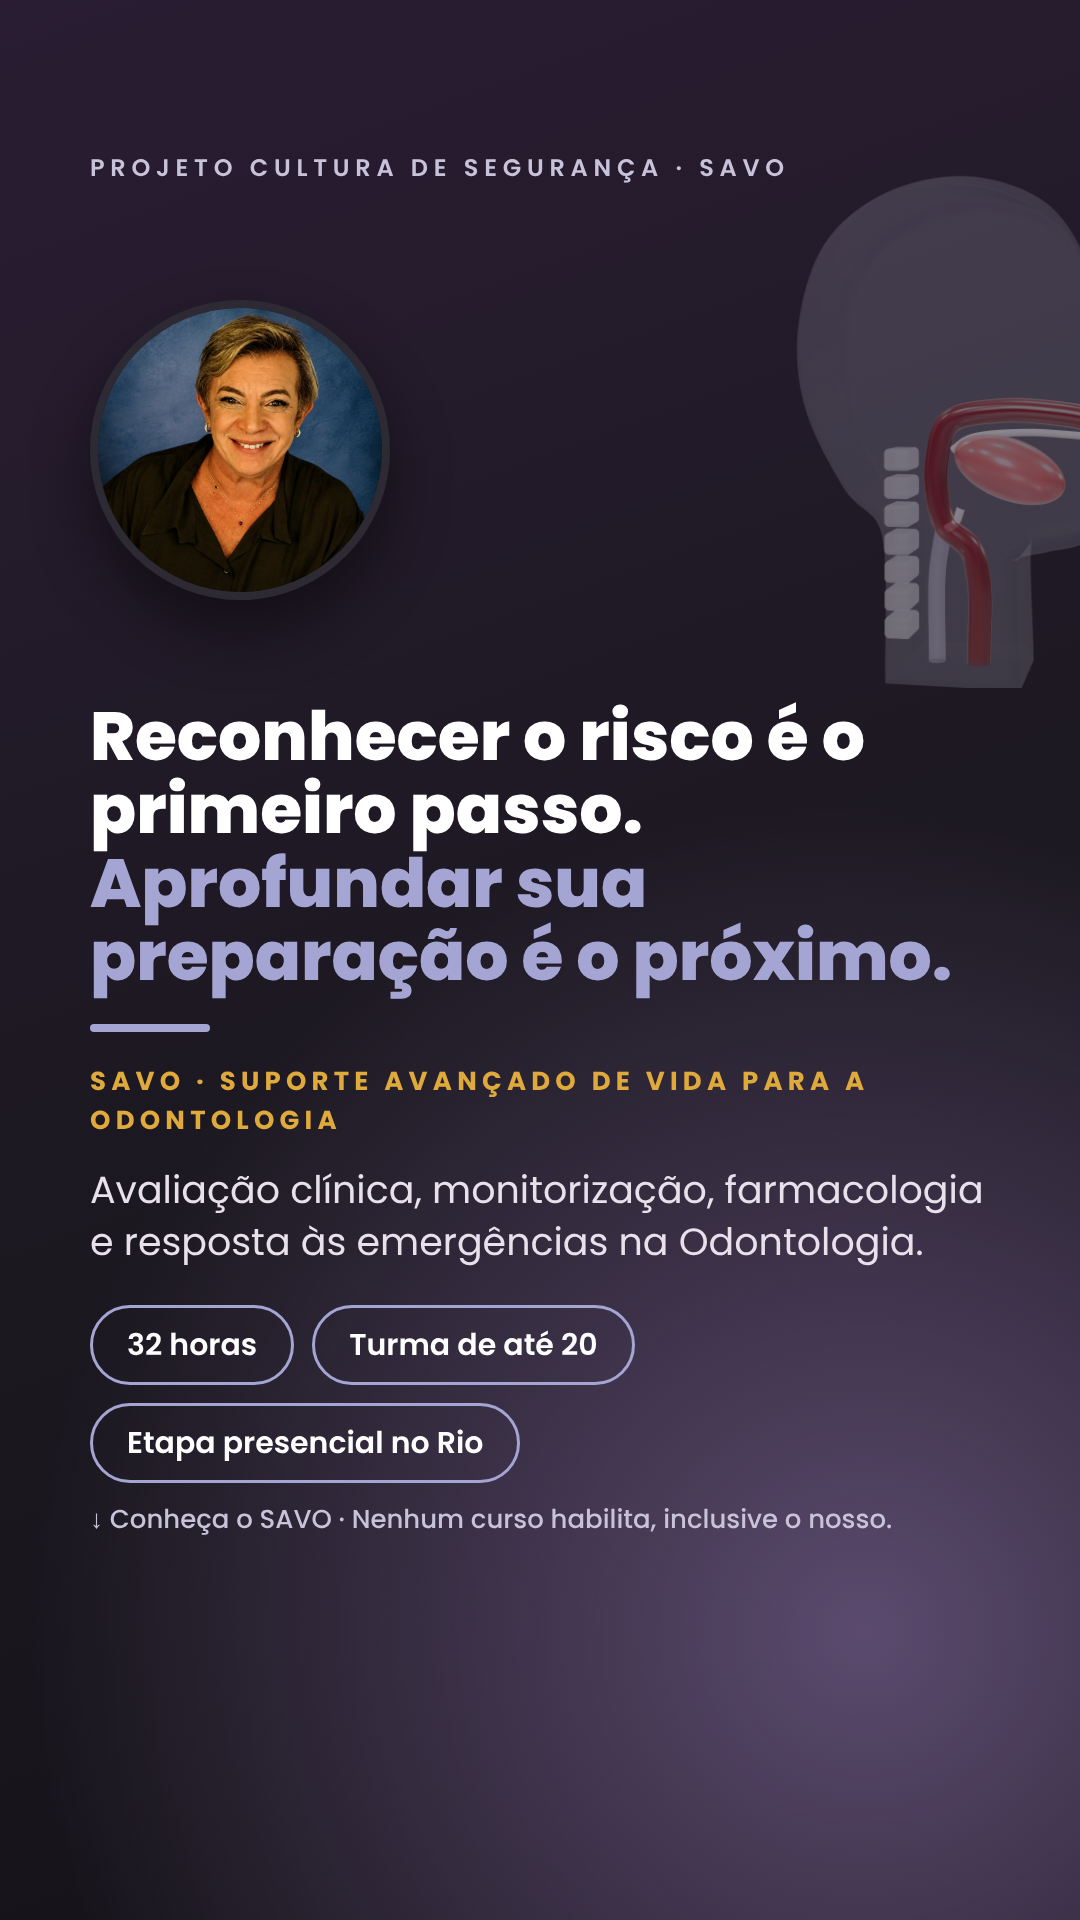 PROJETO CULTURA DE SEGURANÇA · SAVO
Reconhecer o risco é o
primeiro passo.
Aprofundar sua
preparação é o próximo.
SAVO · SUPORTE AVANÇADO DE VIDA PARA A
ODONTOLOGIA
Avaliação clínica, monitorização, farmacologia
e resposta às emergências na Odontologia.
32 horas
Turma de até 20
Etapa presencial no Rio
↓ Conheça o SAVO · Nenhum curso habilita, inclusive o nosso.